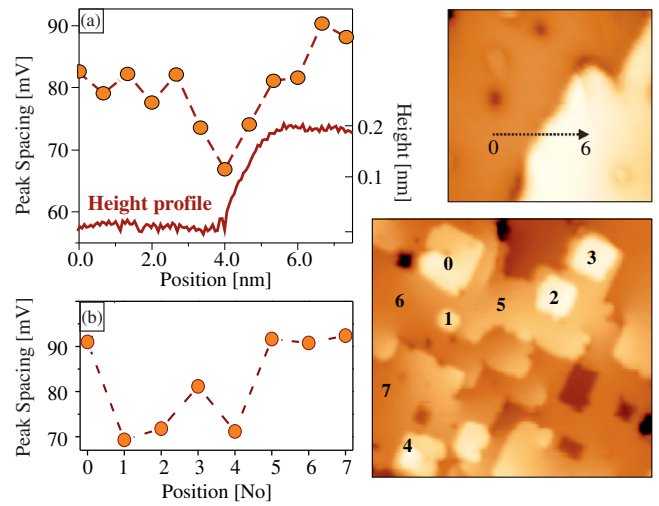 (a)
90
80
70
60
Peak Spacing [mV]
0.2
0.1
Height [nm]
Height profile
0.0 2.0 4.0 6.0
Position [nm]
0 6
(b)
100
90
80
70
Peak Spacing [mV]
0 1 2 3 4 5 6 7
Position [No]
0 3
6 5 2
1
7
4